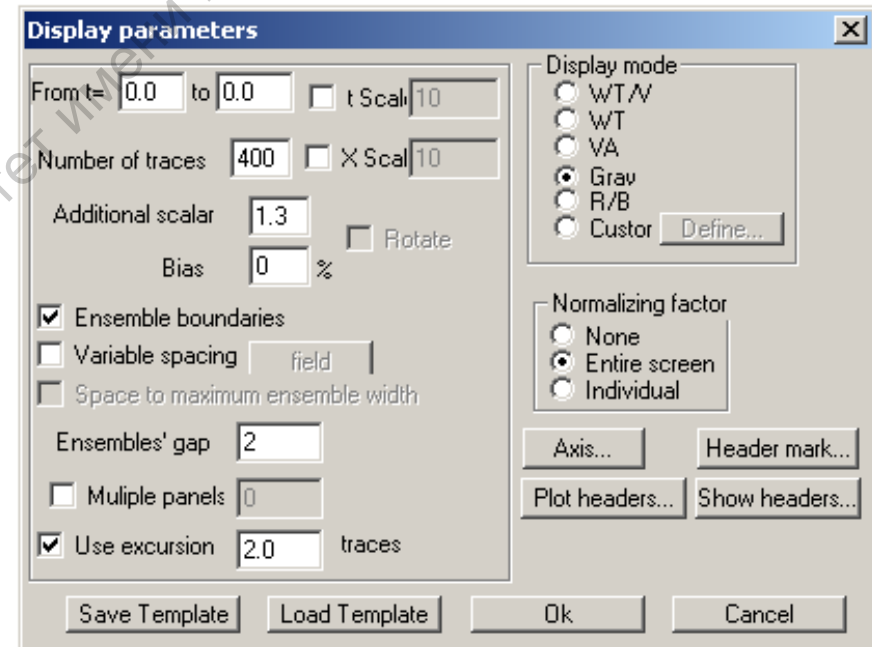 Display parameters
From t= 0.0 to 0.0 t Scal 10
Number of traces 400 X Scal 10
Additional scalar 1.3
Rotate
Bias 0 %
Ensemble boundaries
Variable spacing field
Space to maximum ensemble width
Ensembles' gap 2
Muliple panels 0
Use excursion 2.0 traces
Display mode
WT/V
WT
VA
Gray
R/B
Custor Define...
Normalizing factor
None
Entire screen
Individual
Axis... Header mark...
Plot headers... Show headers...
Save Template Load Template Ok Cancel
тет имени